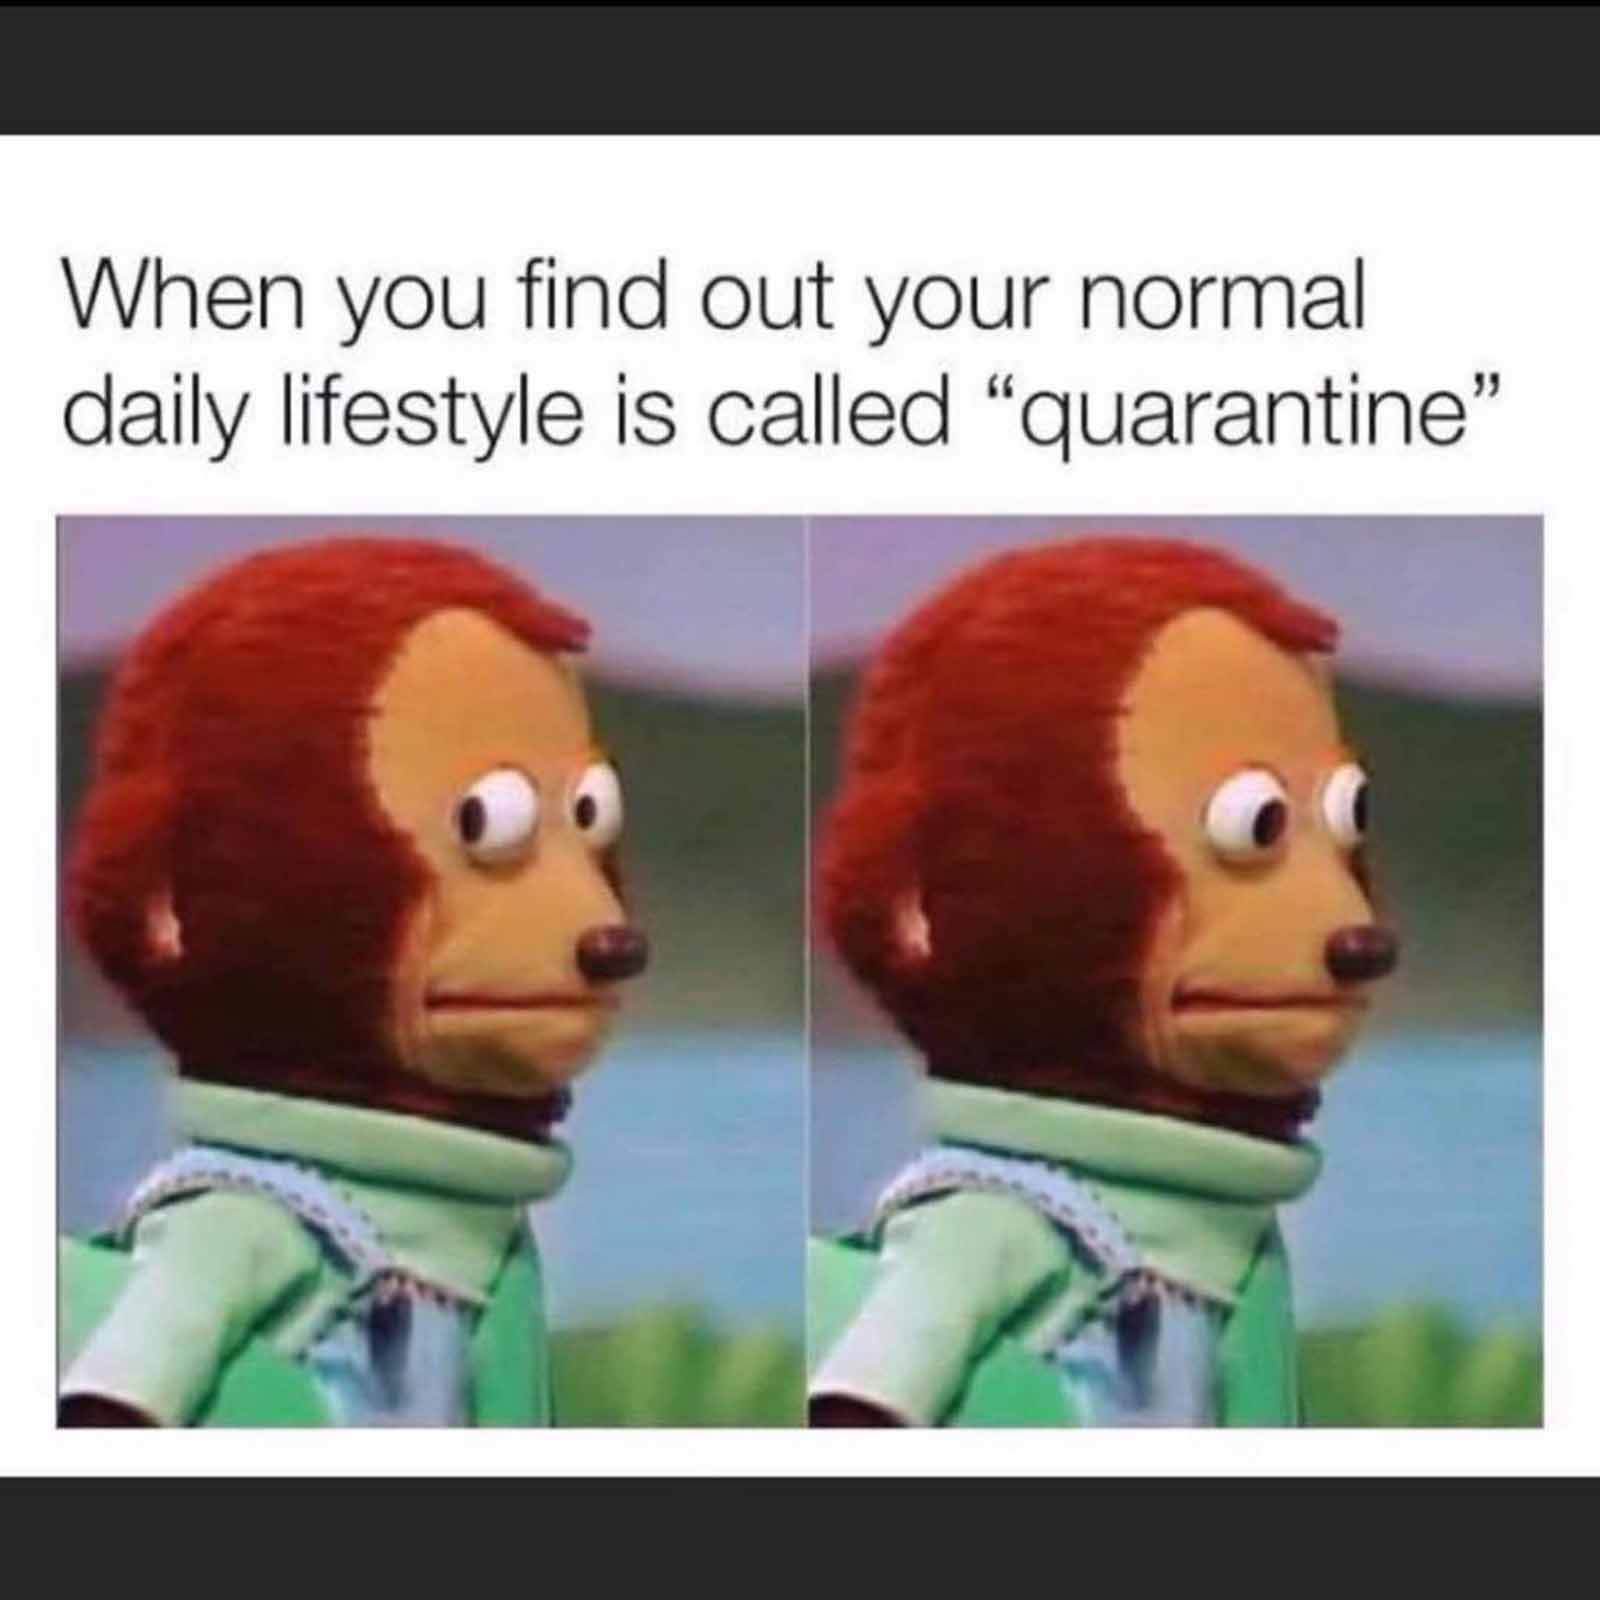 When you find out your normal
daily lifestyle is called “quarantine”